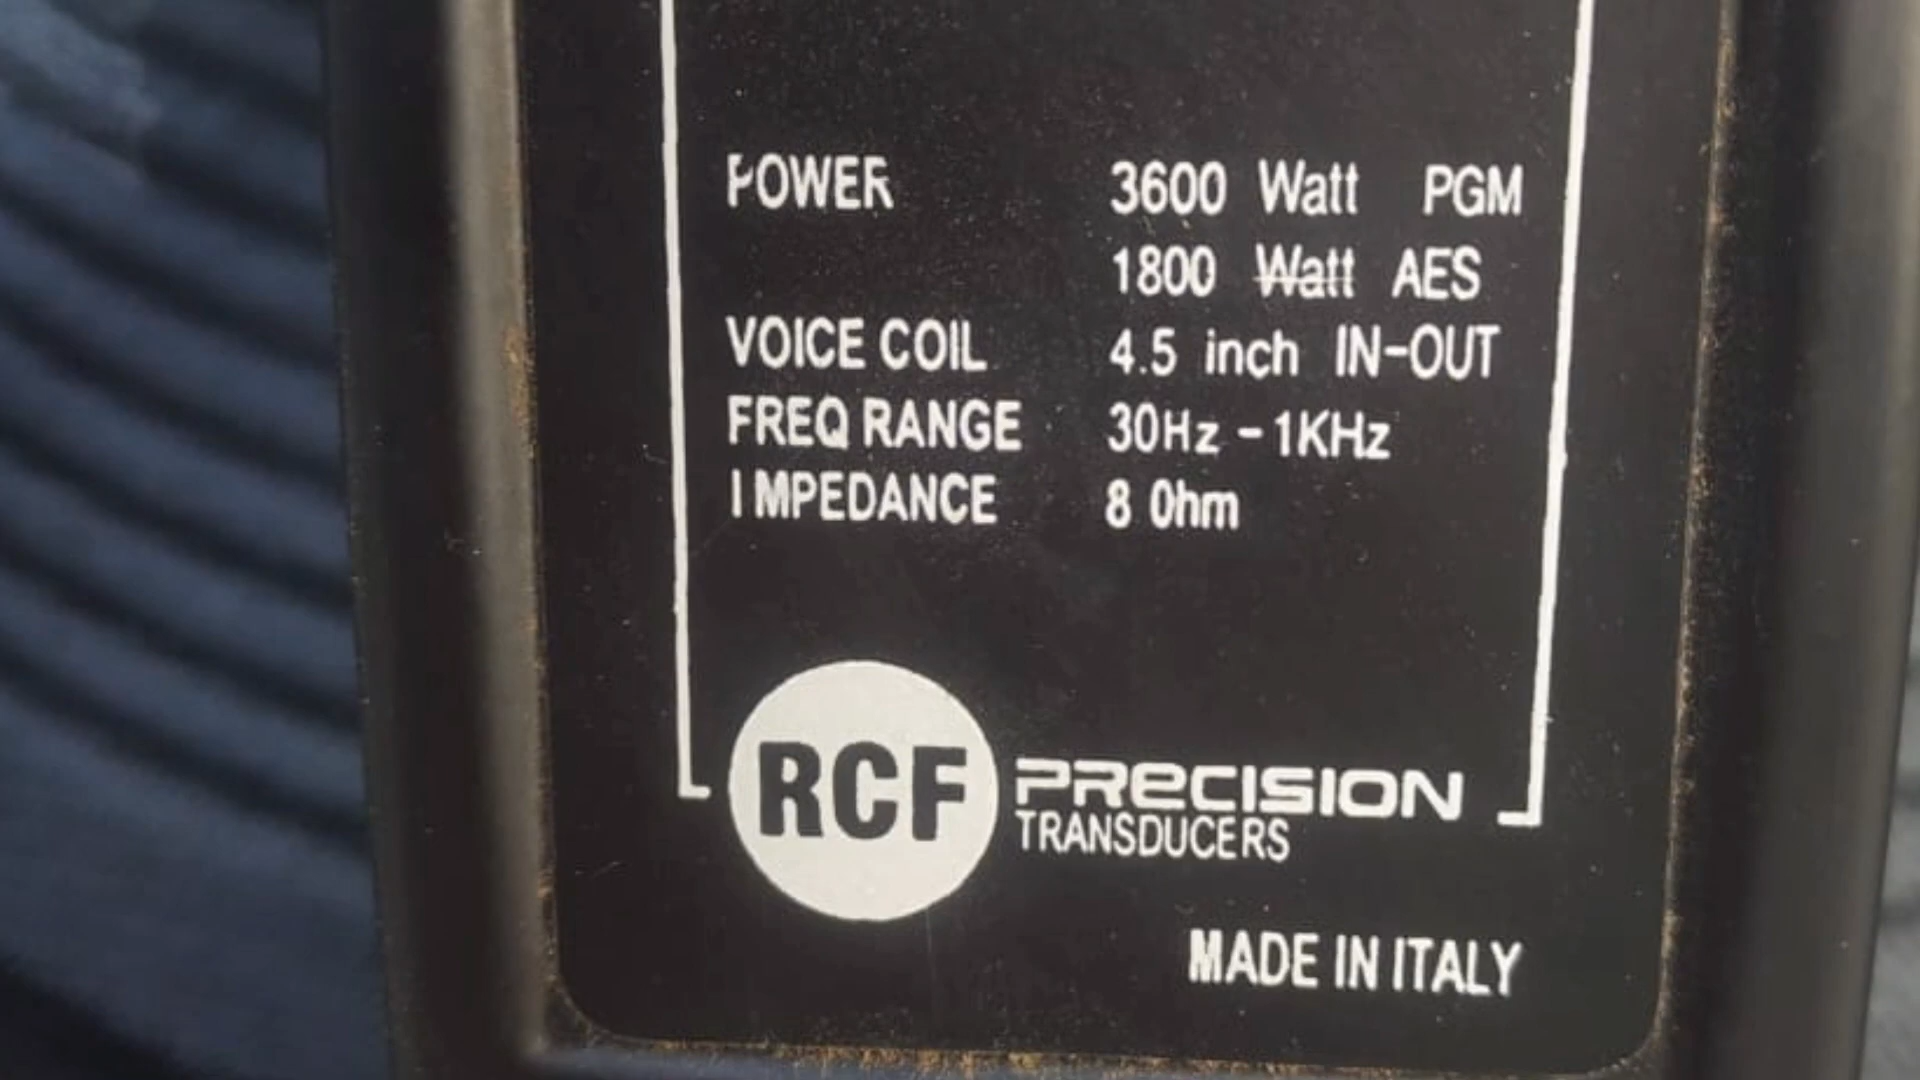 POWER 3600 Watt PGM
1800 Watt AES
VOICE COIL 4.5 inch IN-OUT
FREQ RANGE 30Hz - 1KHz
IMPEDANCE 8 Ohm
RCF PRECISION
TRANSDUCERS
MADE IN ITALY